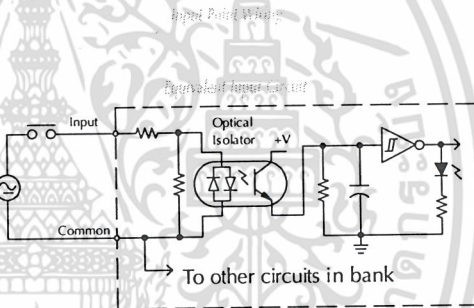 Input Point Wiring
Equivalent Input Circuit
Input
Optical
Isolator
+V
Common
To other circuits in bank